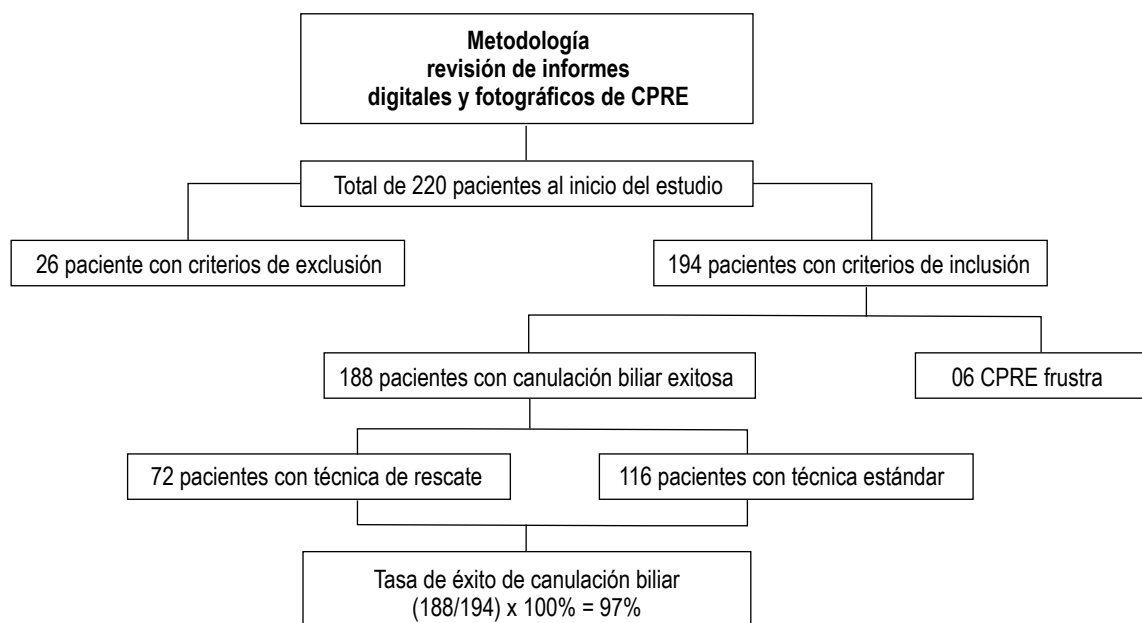 Metodología
revisión de informes
digitales y fotográficos de CPRE
Total de 220 pacientes al inicio del estudio
26 paciente con criterios de exclusión
194 pacientes con criterios de inclusión
188 pacientes con canulación biliar exitosa
06 CPRE frustra
72 pacientes con técnica de rescate
116 pacientes con técnica estándar
Tasa de éxito de canulación biliar
(188/194) x 100% = 97%